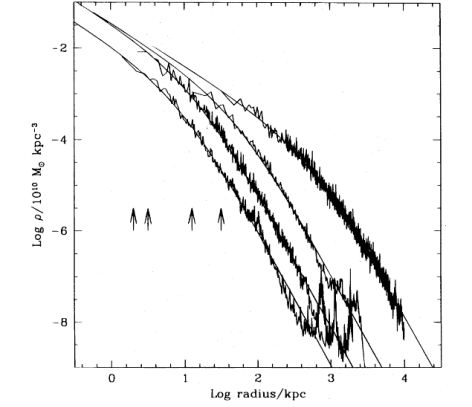 -2
-4
-6
-8
Log ρ/10¹⁰ M☉ kpc⁻³
0 1 2 3 4
Log radius/kpc